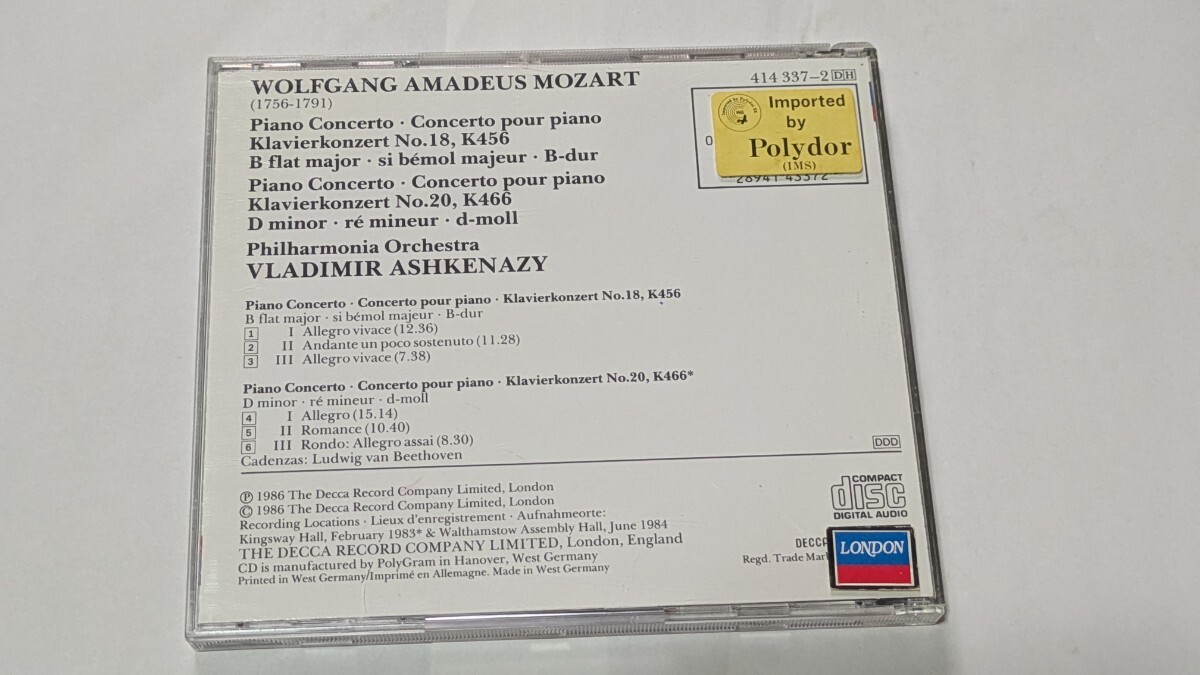 WOLFGANG AMADEUS MOZART
(1756-1791)
Piano Concerto · Concerto pour piano
Klavierkonzert No.18, K456
B flat major · si bémol majeur · B-dur
Piano Concerto · Concerto pour piano
Klavierkonzert No.20, K466
D minor · ré mineur · d-moll
Philharmonia Orchestra
VLADIMIR ASHKENAZY
414 337-2 DH
Imported
by
Polydor
(IMS)
0
28941 43372
Piano Concerto · Concerto pour piano · Klavierkonzert No.18, K456
B flat major · si bémol majeur · B-dur
1 I Allegro vivace (12.36)
2 II Andante un poco sostenuto (11.28)
3 III Allegro vivace (7.38)
Piano Concerto · Concerto pour piano · Klavierkonzert No.20, K466*
D minor · ré mineur · d-moll
4 I Allegro (15.14)
5 II Romance (10.40)
6 III Rondo: Allegro assai (8.30)
Cadenzas: Ludwig van Beethoven
DDD
℗ 1986 The Decca Record Company Limited, London
© 1986 The Decca Record Company Limited, London
Recording Locations · Lieux d'enregistrement · Aufnahmeorte:
Kingsway Hall, February 1983* & Walthamstow Assembly Hall, June 1984
THE DECCA RECORD COMPANY LIMITED, London, England
CD is manufactured by PolyGram in Hanover, West Germany
Printed in West Germany/Imprimé en Allemagne. Made in West Germany
COMPACT
disc
DIGITAL AUDIO
DECCA
Regd. Trade Mark
LONDON